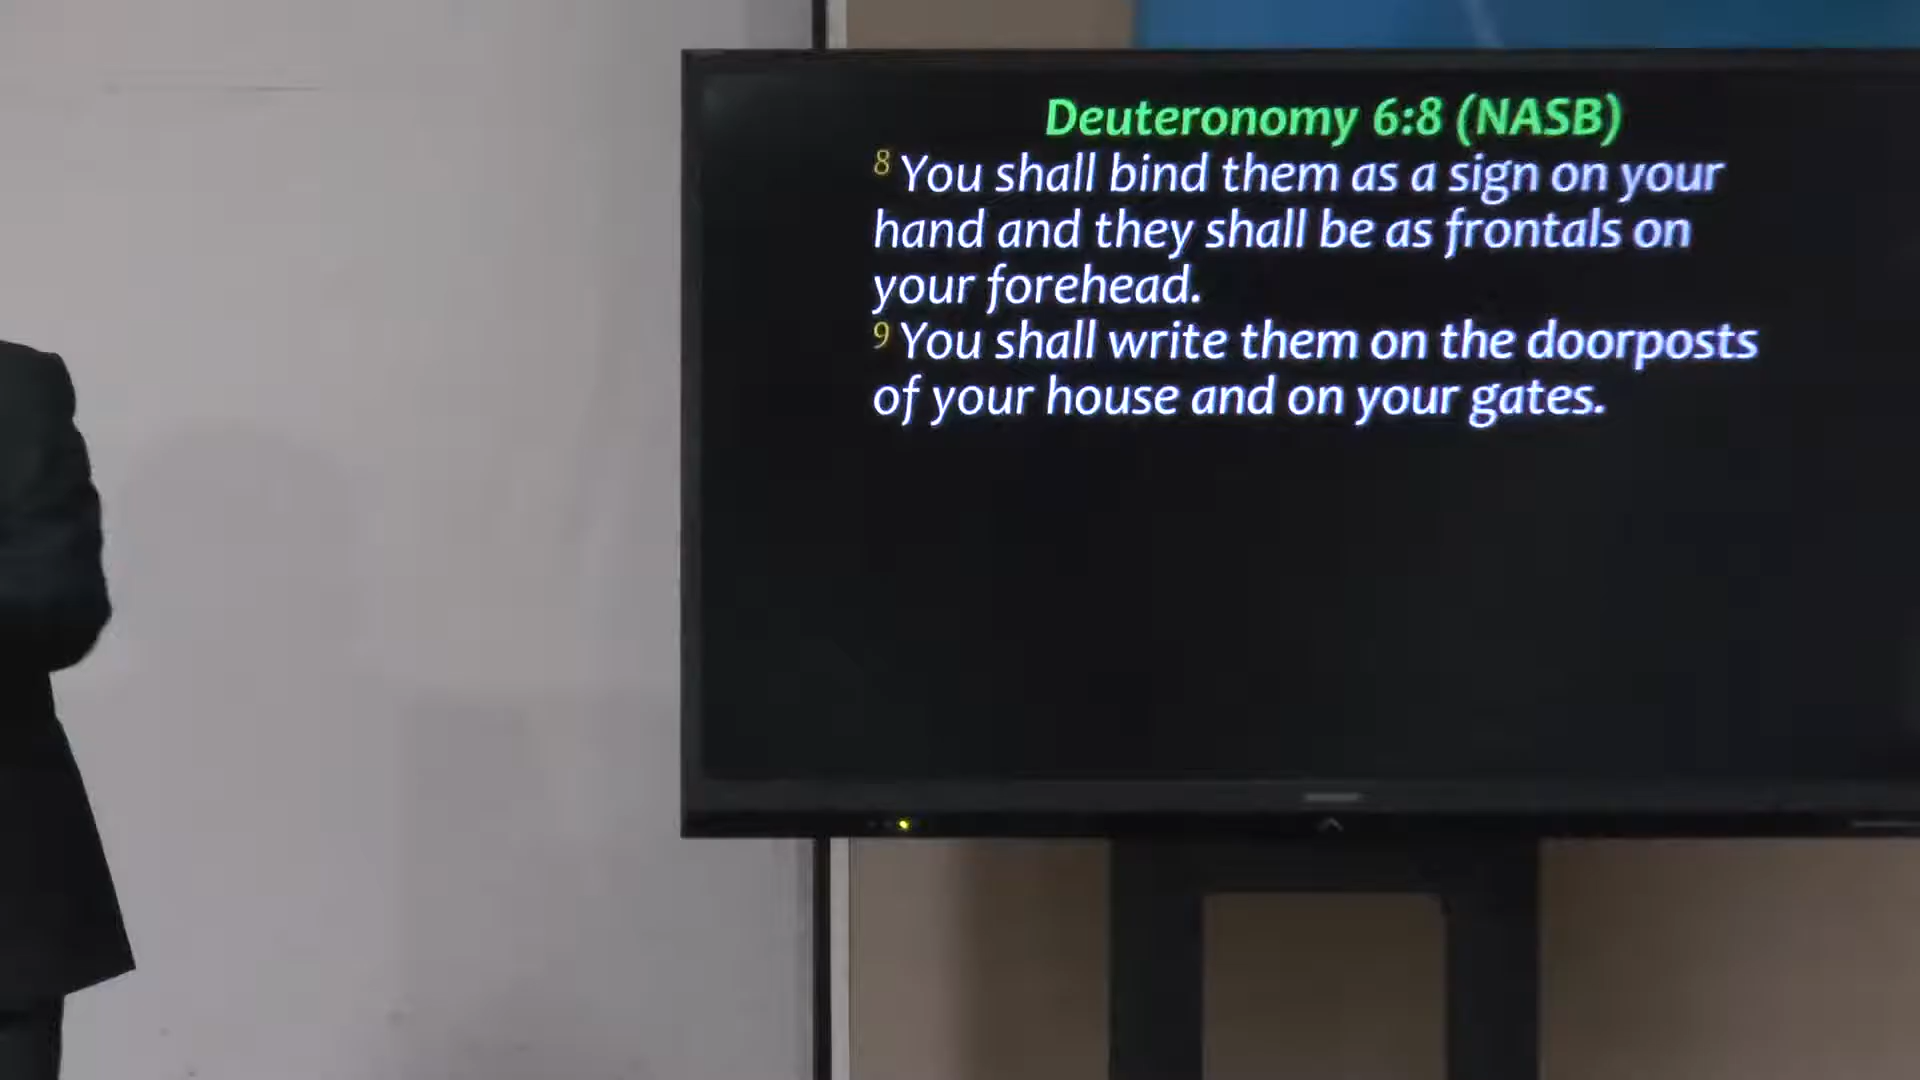 Deuteronomy 6:8 (NASB)
8 You shall bind them as a sign on your
hand and they shall be as frontals on
your forehead.
9 You shall write them on the doorposts
of your house and on your gates.